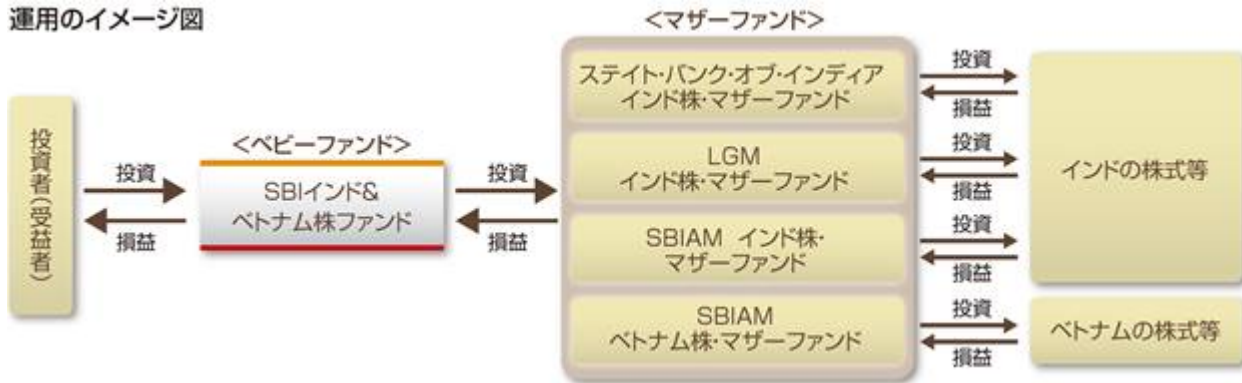 運用のイメージ図
<マザーファンド>
ステイト・バンク・オブ・インディア
インド株・マザーファンド
投資
損益
<ベビーファンド>
投資者(受益者)
投資
損益
SBIインド&
ベトナム株ファンド
投資
損益
LGM
インド株・マザーファンド
投資
損益
インドの株式等
SBIAM インド株・
マザーファンド
投資
損益
SBIAM
ベトナム株・マザーファンド
投資
損益
ベトナムの株式等